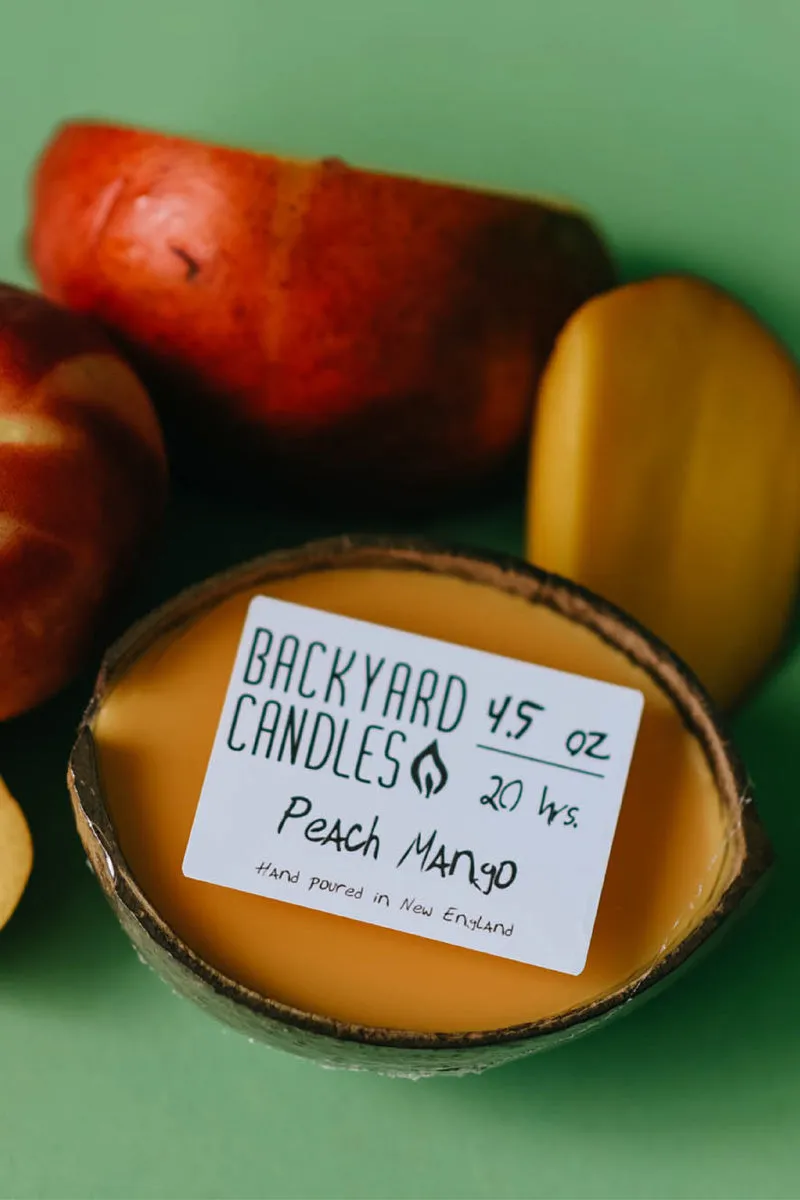 BACKYARD
CANDLES
4.5 oz
20 hrs.
Peach Mango
Hand poured in New England